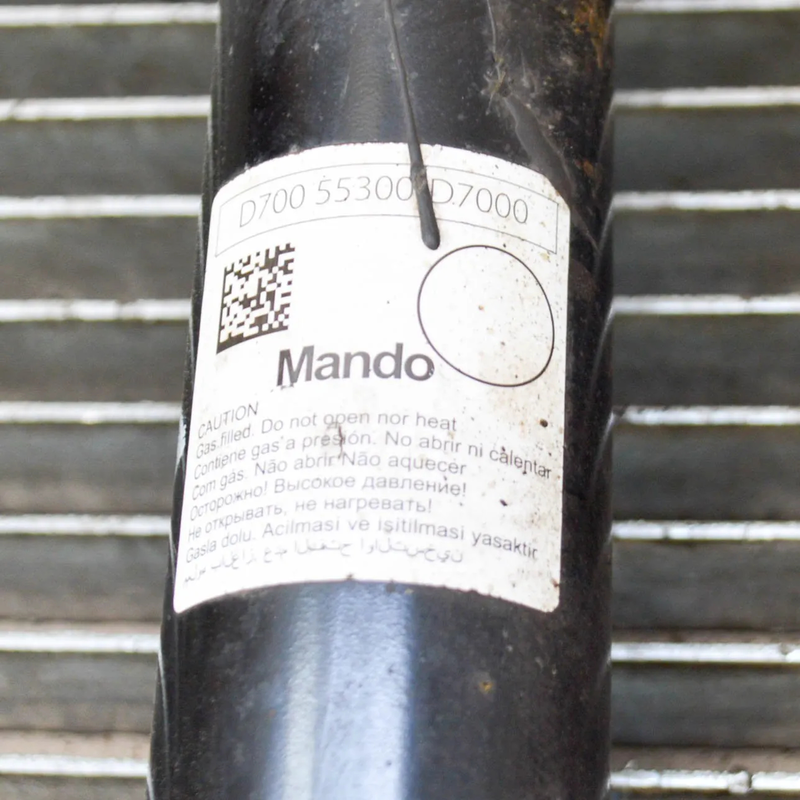 D700 55300-D7000
Mando
CAUTION
Gas filled. Do not open nor heat
Contiene gas a presión. No abrir ni calentar
Com gás. Não abrir Não aquecer
Осторожно! Высокое давление!
Не открывать, не нагревать!
Gasla dolu. Acilmasi ve Isitilmasi yasaktir